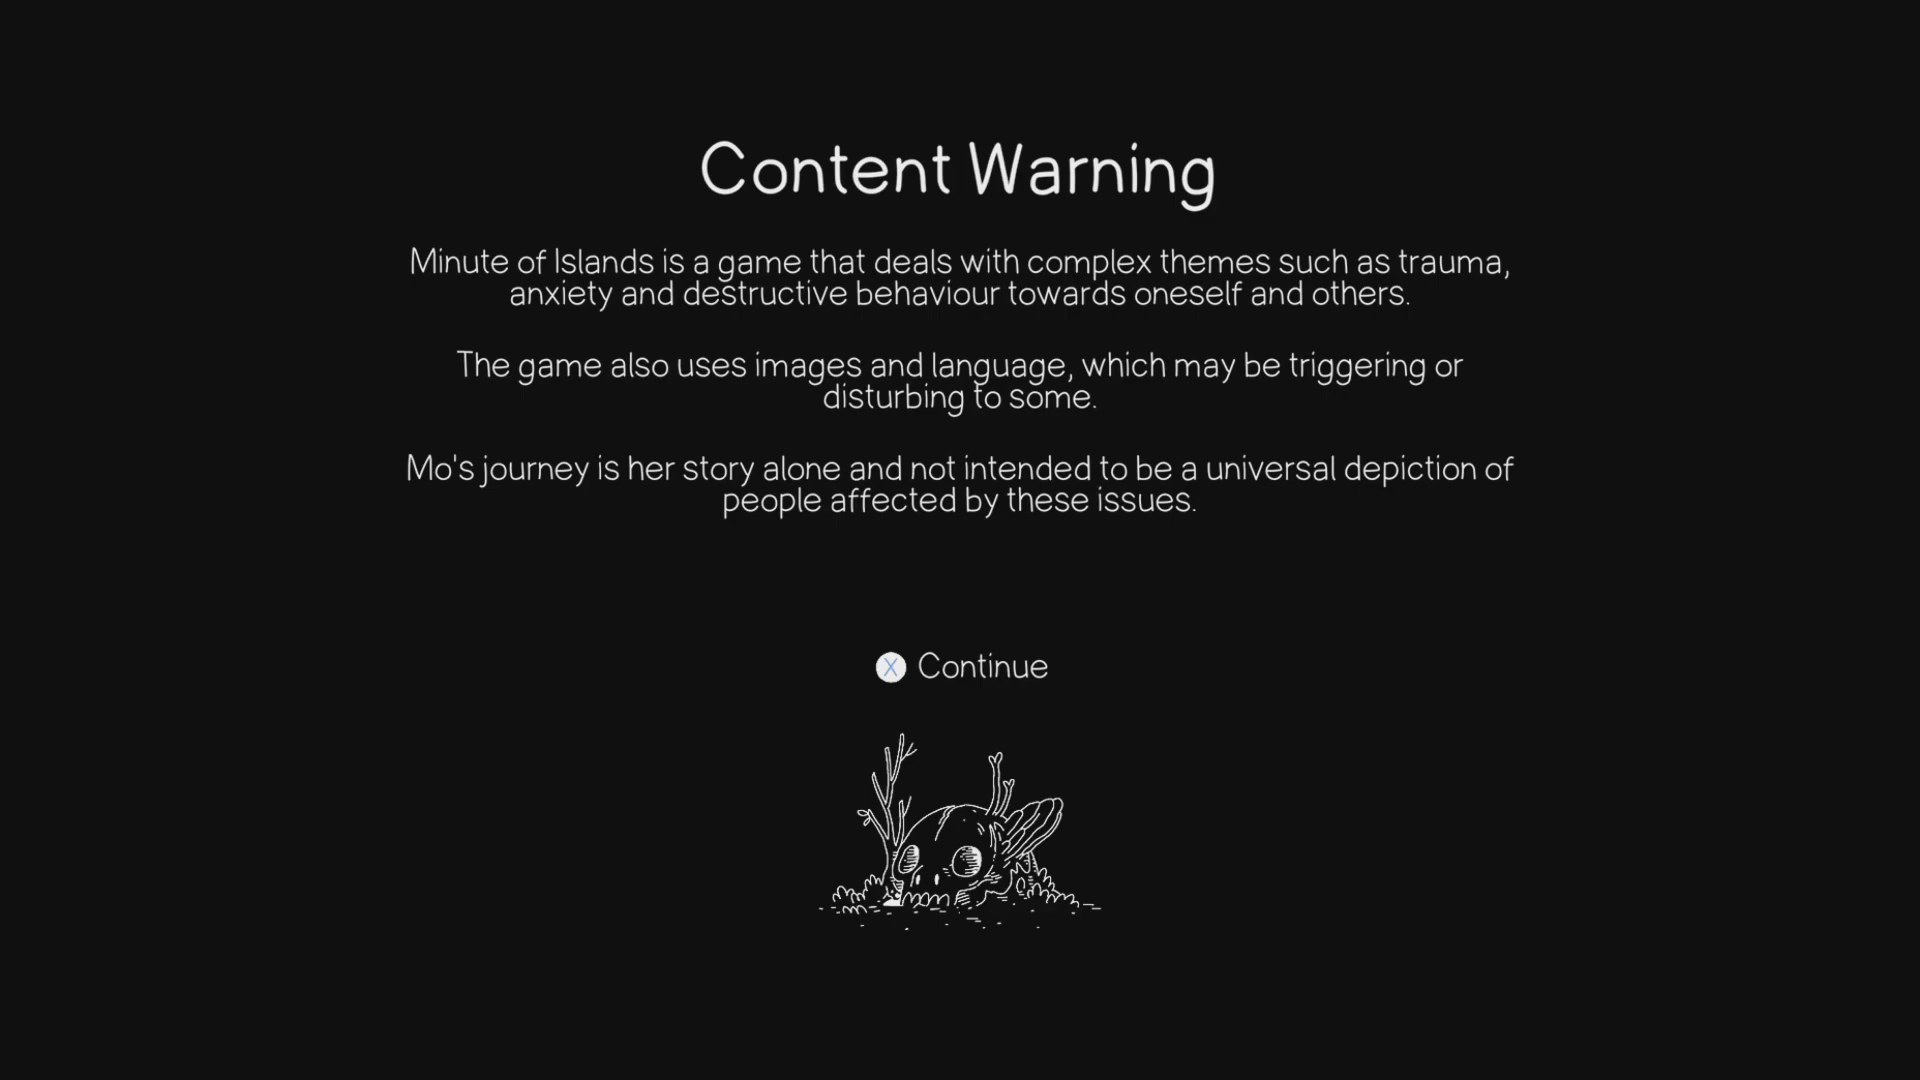 Content Warning
Minute of Islands is a game that deals with complex themes such as trauma,
anxiety and destructive behaviour towards oneself and others.
The game also uses images and language, which may be triggering or
disturbing to some.
Mo's journey is her story alone and not intended to be a universal depiction of
people affected by these issues.
X Continue